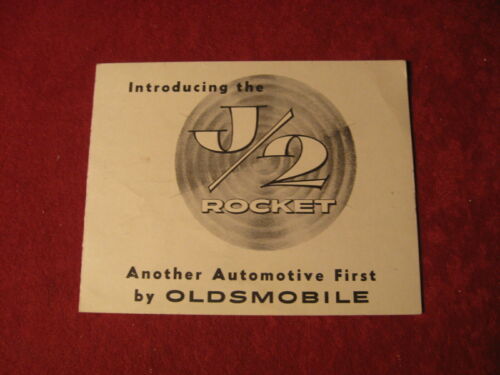 Introducing the
J/2
ROCKET
Another Automotive First
by OLDSMOBILE